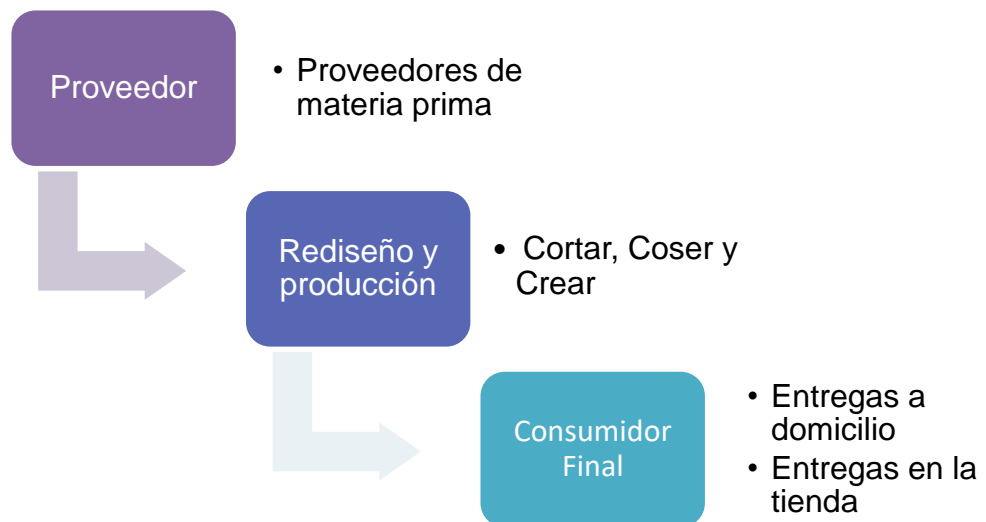 Proveedor
• Proveedores de
materia prima
Rediseño y
producción
• Cortar, Coser y
Crear
Consumidor
Final
• Entregas a
domicilio
• Entregas en la
tienda